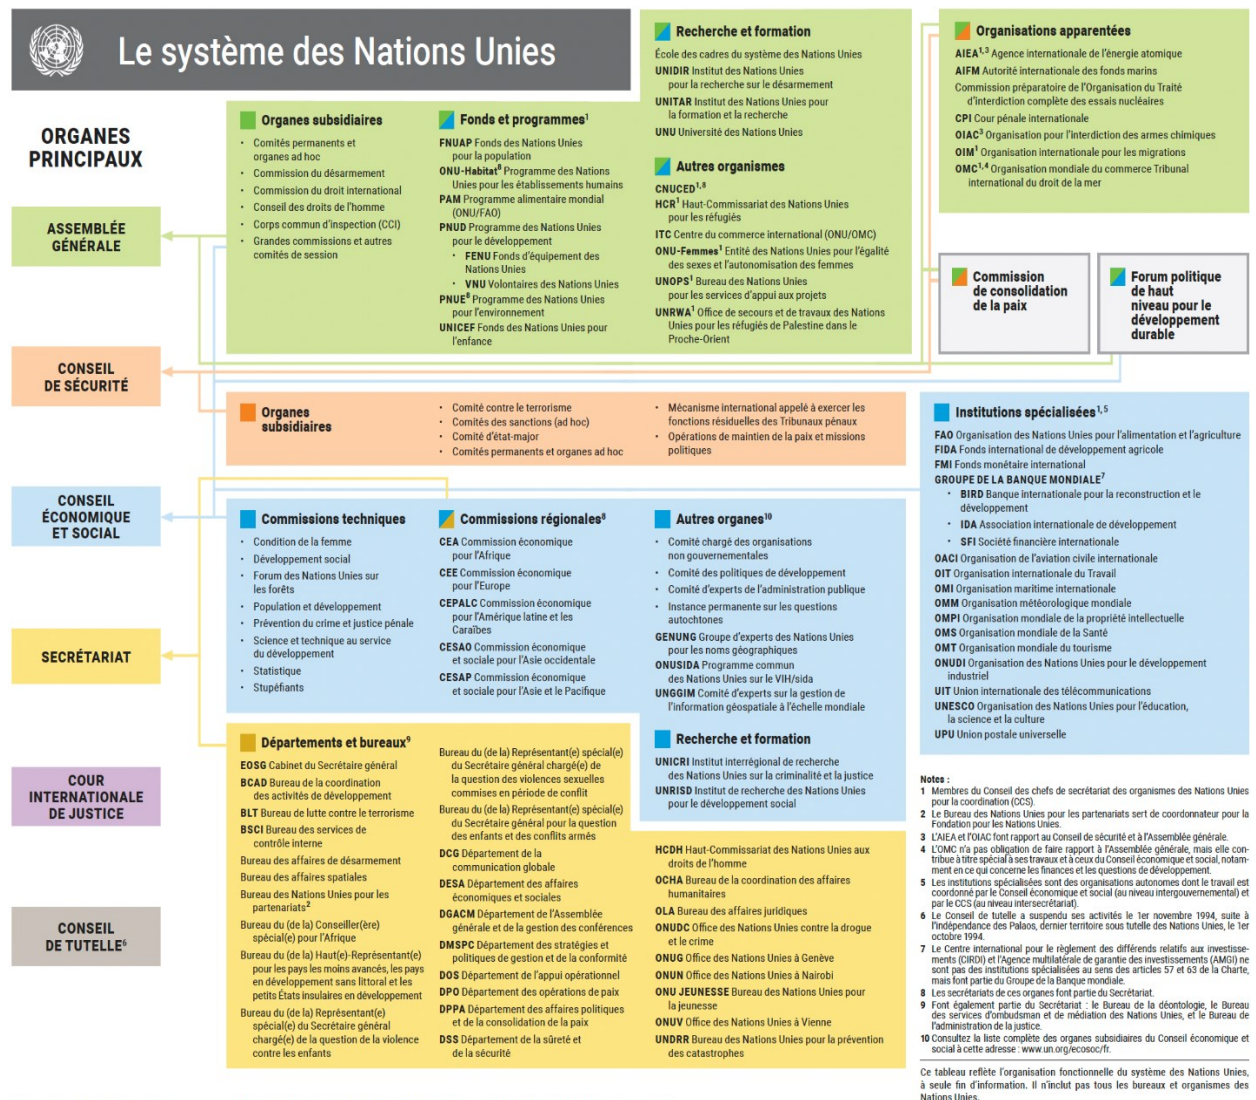 Le système des Nations Unies
ORGANES
PRINCIPAUX
ASSEMBLÉE
GÉNÉRALE
CONSEIL
DE SÉCURITÉ
CONSEIL
ÉCONOMIQUE
ET SOCIAL
SECRÉTARIAT
COUR
INTERNATIONALE
DE JUSTICE
CONSEIL
DE TUTELLE⁶
Organes subsidiaires
• Comités permanents et
organes ad hoc
• Commission du désarmement
• Commission du droit international
• Conseil des droits de l'homme
• Corps commun d'inspection (CCI)
• Grandes commissions et autres
comités de session
Fonds et programmes¹
FNUAP Fonds des Nations Unies
pour la population
ONU-Habitat⁸ Programme des Nations
Unies pour les établissements humains
PAM Programme alimentaire mondial
(ONU/FAO)
PNUD Programme des Nations Unies
pour le développement
• FENU Fonds d'équipement des
Nations Unies
• VNU Volontaires des Nations Unies
PNUE⁸ Programme des Nations Unies
pour l'environnement
UNICEF Fonds des Nations Unies pour
l'enfance
Recherche et formation
École des cadres du système des Nations Unies
UNIDIR Institut des Nations Unies
pour la recherche sur le désarmement
UNITAR Institut des Nations Unies pour
la formation et la recherche
UNU Université des Nations Unies
Autres organismes
CNUCED¹,⁸
HCR¹ Haut-Commissariat des Nations Unies
pour les réfugiés
ITC Centre du commerce international (ONU/OMC)
ONU-Femmes¹ Entité des Nations Unies pour l'égalité
des sexes et l'autonomisation des femmes
UNOPS¹ Bureau des Nations Unies
pour les services d'appui aux projets
UNRWA¹ Office de secours et de travaux des Nations
Unies pour les réfugiés de Palestine dans le
Proche-Orient
Organisations apparentées
AIEA¹,³ Agence internationale de l'énergie atomique
AIFM Autorité internationale des fonds marins
Commission préparatoire de l'Organisation du Traité
d'interdiction complète des essais nucléaires
CPI Cour pénale internationale
OIAC³ Organisation pour l'interdiction des armes chimiques
OIM¹ Organisation internationale pour les migrations
OMC¹,⁴ Organisation mondiale du commerce Tribunal
international du droit de la mer
Commission
de consolidation
de la paix
Forum politique
de haut
niveau pour le
développement
durable
Organes
subsidiaires
• Comité contre le terrorisme
• Comités des sanctions (ad hoc)
• Comité d'état-major
• Comités permanents et organes ad hoc
• Mécanisme international appelé à exercer les
fonctions résiduelles des Tribunaux pénaux
• Opérations de maintien de la paix et missions
politiques
Commissions techniques
• Condition de la femme
• Développement social
• Forum des Nations Unies sur
les forêts
• Population et développement
• Prévention du crime et justice pénale
• Science et technique au service
du développement
• Statistique
• Stupéfiants
Commissions régionales⁸
CEA Commission économique
pour l'Afrique
CEE Commission économique
pour l'Europe
CEPALC Commission économique
pour l'Amérique latine et les
Caraïbes
CESAO Commission économique
et sociale pour l'Asie occidentale
CESAP Commission économique
et sociale pour l'Asie et le Pacifique
Autres organes¹⁰
• Comité chargé des organisations
non gouvernementales
• Comité des politiques de développement
• Comité d'experts de l'administration publique
• Instance permanente sur les questions
autochtones
GENUNG Groupe d'experts des Nations Unies
pour les noms géographiques
ONUSIDA Programme commun
des Nations Unies sur le VIH/sida
UNGGIM Comité d'experts sur la gestion de
l'information géospatiale à l'échelle mondiale
Recherche et formation
UNICRI Institut interrégional de recherche
des Nations Unies sur la criminalité et la justice
UNRISD Institut de recherche des Nations Unies
pour le développement social
Institutions spécialisées¹,⁵
FAO Organisation des Nations Unies pour l'alimentation et l'agriculture
FIDA Fonds international de développement agricole
FMI Fonds monétaire international
GROUPE DE LA BANQUE MONDIALE⁷
• BIRD Banque internationale pour la reconstruction et le
développement
• IDA Association internationale de développement
• SFI Société financière internationale
OACI Organisation de l'aviation civile internationale
OIT Organisation internationale du Travail
OMI Organisation maritime internationale
OMM Organisation météorologique mondiale
OMPI Organisation mondiale de la propriété intellectuelle
OMS Organisation mondiale de la Santé
OMT Organisation mondiale du tourisme
ONUDI Organisation des Nations Unies pour le développement
industriel
UIT Union internationale des télécommunications
UNESCO Organisation des Nations Unies pour l'éducation,
la science et la culture
UPU Union postale universelle
Départements et bureaux⁹
EOSG Cabinet du Secrétaire général
BCAD Bureau de la coordination
des activités de développement
BLT Bureau de lutte contre le terrorisme
BSCI Bureau des services de
contrôle interne
Bureau des affaires de désarmement
Bureau des affaires spatiales
Bureau des Nations Unies pour les
partenariats²
Bureau du (de la) Conseiller(ère)
spécial(e) pour l'Afrique
Bureau du (de la) Haut(e)-Représentant(e)
pour les pays les moins avancés, les pays
en développement sans littoral et les
petits États insulaires en développement
Bureau du (de la) Représentant(e)
spécial(e) du Secrétaire général
chargé(e) de la question de la violence
contre les enfants
Bureau du (de la) Représentant(e) spécial(e)
du Secrétaire général chargé(e) de
la question des violences sexuelles
commises en période de conflit
Bureau du (de la) Représentant(e) spécial(e)
du Secrétaire général pour la question
des enfants et des conflits armés
DCG Département de la
communication globale
DESA Département des affaires
économiques et sociales
DGACM Département de l'Assemblée
générale et de la gestion des conférences
DMSPC Département des stratégies et
politiques de gestion et de la conformité
DOS Département de l'appui opérationnel
DPO Département des opérations de paix
DPPA Département des affaires politiques
et de la consolidation de la paix
DSS Département de la sûreté et
de la sécurité
HCDH Haut-Commissariat des Nations Unies aux
droits de l'homme
OCHA Bureau de la coordination des affaires
humanitaires
OLA Bureau des affaires juridiques
ONUDC Office des Nations Unies contre la drogue
et le crime
ONUG Office des Nations Unies à Genève
ONUN Office des Nations Unies à Nairobi
ONU JEUNESSE Bureau des Nations Unies pour
la jeunesse
ONUV Office des Nations Unies à Vienne
UNDRR Bureau des Nations Unies pour la prévention
des catastrophes
Notes :
1 Membres du Conseil des chefs de secrétariat des organismes des Nations Unies
pour la coordination (CCS).
2 Le Bureau des Nations Unies pour les partenariats sert de coordonnateur pour la
Fondation pour les Nations Unies.
3 L'AIEA et l'OIAC font rapport au Conseil de sécurité et à l'Assemblée générale.
4 L'OMC n'a pas obligation de faire rapport à l'Assemblée générale, mais elle con-
tribue à titre spécial à ses travaux et à ceux du Conseil économique et social, notam-
ment en ce qui concerne les finances et les questions de développement.
5 Les institutions spécialisées sont des organisations autonomes dont le travail est
coordonné par le Conseil économique et social (au niveau intergouvernemental) et
par le CCS (au niveau intersecrétariat).
6 Le Conseil de tutelle a suspendu ses activités le 1er novembre 1994, suite à
l'indépendance des Palaos, dernier territoire sous tutelle des Nations Unies, le 1er
octobre 1994.
7 Le Centre international pour le règlement des différends relatifs aux investisse-
ments (CIRDI) et l'Agence multilatérale de garantie des investissements (AMGI) ne
sont pas des institutions spécialisées au sens des articles 57 et 63 de la Charte,
mais font partie du Groupe de la Banque mondiale.
8 Les secrétariats de ces organes font partie du Secrétariat.
9 Font également partie du Secrétariat : le Bureau de la déontologie, le Bureau
des services d'ombudsman et de médiation des Nations Unies, et le Bureau de
l'administration de la justice.
10 Consultez la liste complète des organes subsidiaires du Conseil économique et
social à cette adresse : www.un.org/ecosoc/fr.
Ce tableau reflète l'organisation fonctionnelle du système des Nations Unies,
à seule fin d'information. Il n'inclut pas tous les bureaux et organismes des
Nations Unies.